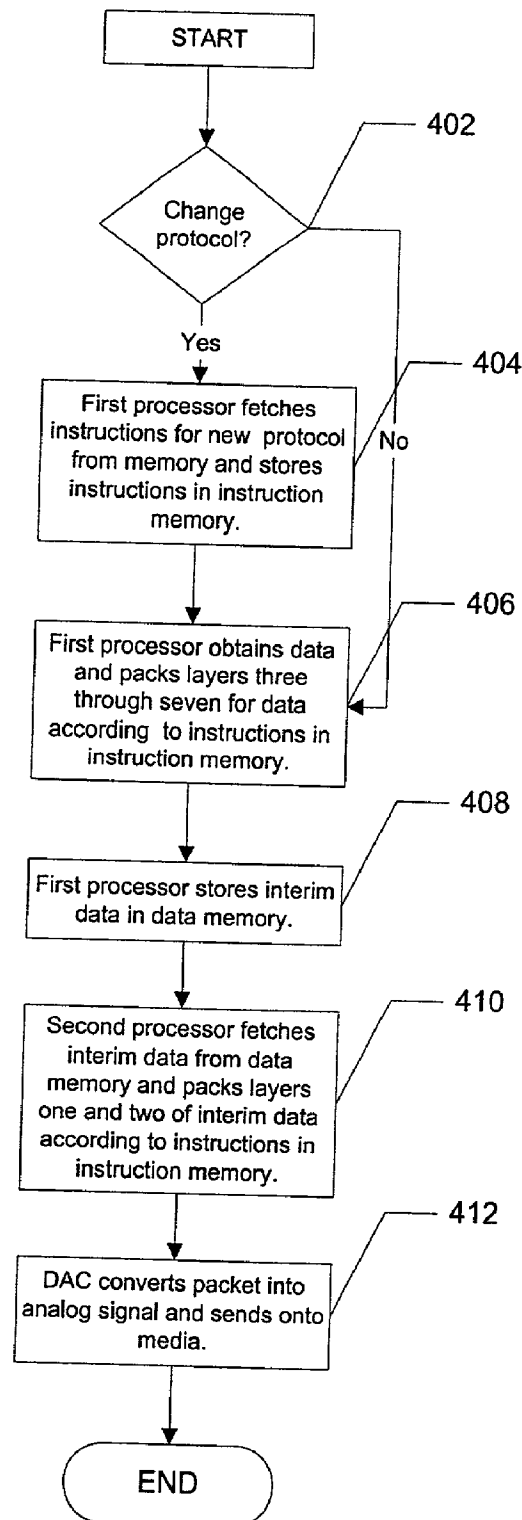 START
402
Change
protocol?
Yes
404
First processor fetches
instructions for new protocol
from memory and stores
instructions in instruction
memory.
No
406
First processor obtains data
and packs layers three
through seven for data
according to instructions in
instruction memory.
408
First processor stores interim
data in data memory.
410
Second processor fetches
interim data from data
memory and packs layers
one and two of interim data
according to instructions in
instruction memory.
412
DAC converts packet into
analog signal and sends onto
media.
END